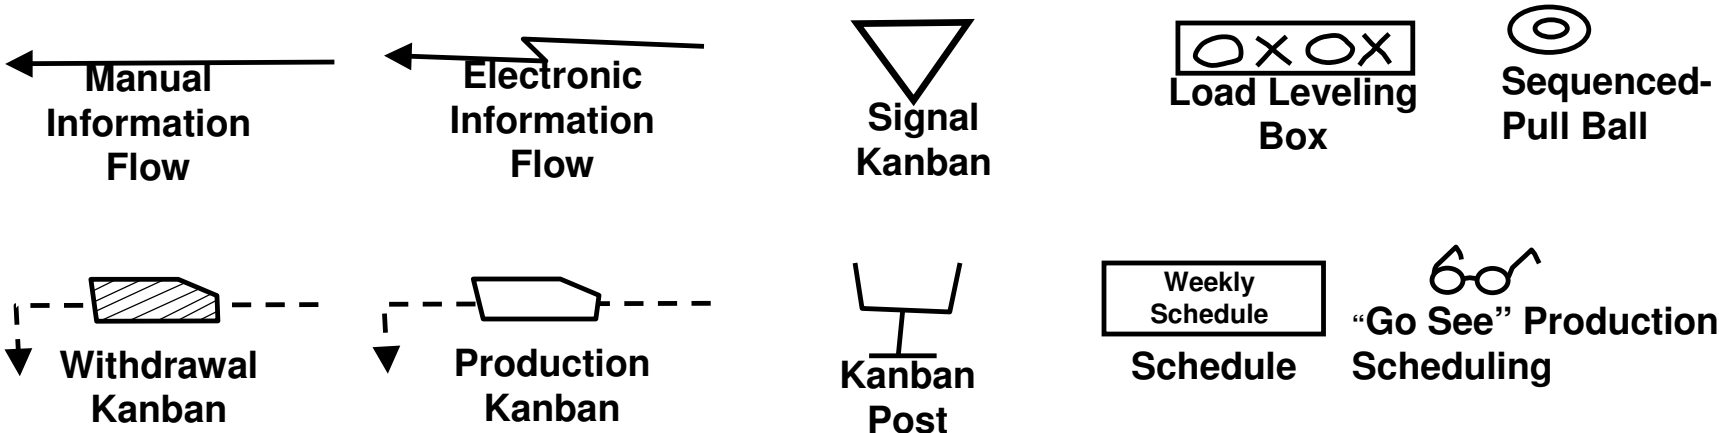 Manual
Information
Flow
Electronic
Information
Flow
Signal
Kanban
Load Leveling
Box
Sequenced-
Pull Ball
Withdrawal
Kanban
Production
Kanban
Kanban
Post
Weekly
Schedule
Schedule
“Go See” Production
Scheduling